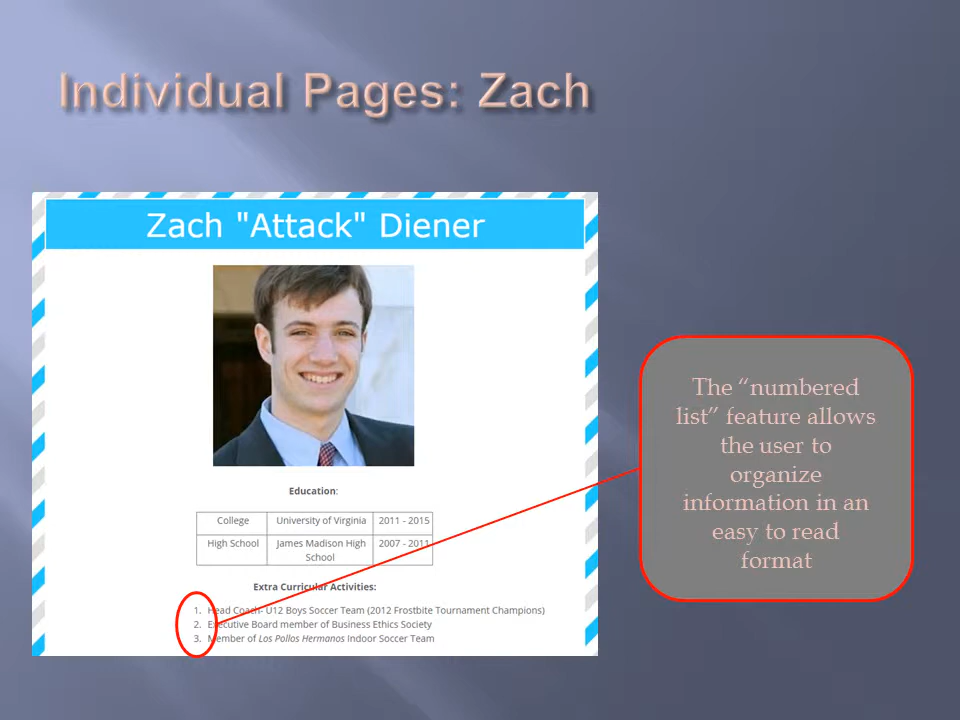 Individual Pages: Zach
Zach "Attack" Diener
Education:
College University of Virginia 2011 - 2015
High School James Madison High 2007 - 2011
School
Extra Curricular Activities:
1. Head Coach- U12 Boys Soccer Team (2012 Frostbite Tournament Champions)
2. Executive Board member of Business Ethics Society
3. Member of Los Pollos Hermanos Indoor Soccer Team
The “numbered
list” feature allows
the user to
organize
information in an
easy to read
format